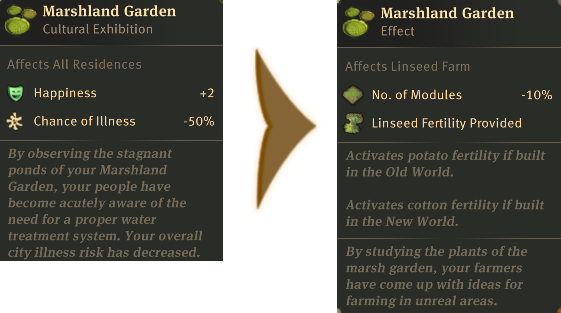 Marshland Garden
Cultural Exhibition
Affects All Residences
Happiness +2
Chance of Illness -50%
By observing the stagnant
ponds of your Marshland
Garden, your people have
become acutely aware of the
need for a proper water
treatment system. Your overall
city illness risk has decreased.
Marshland Garden
Effect
Affects Linseed Farm
No. of Modules -10%
Linseed Fertility Provided
Activates potato fertility if built
in the Old World.
Activates cotton fertility if built
in the New World.
By studying the plants of the
marsh garden, your farmers
have come up with ideas for
farming in unreal areas.